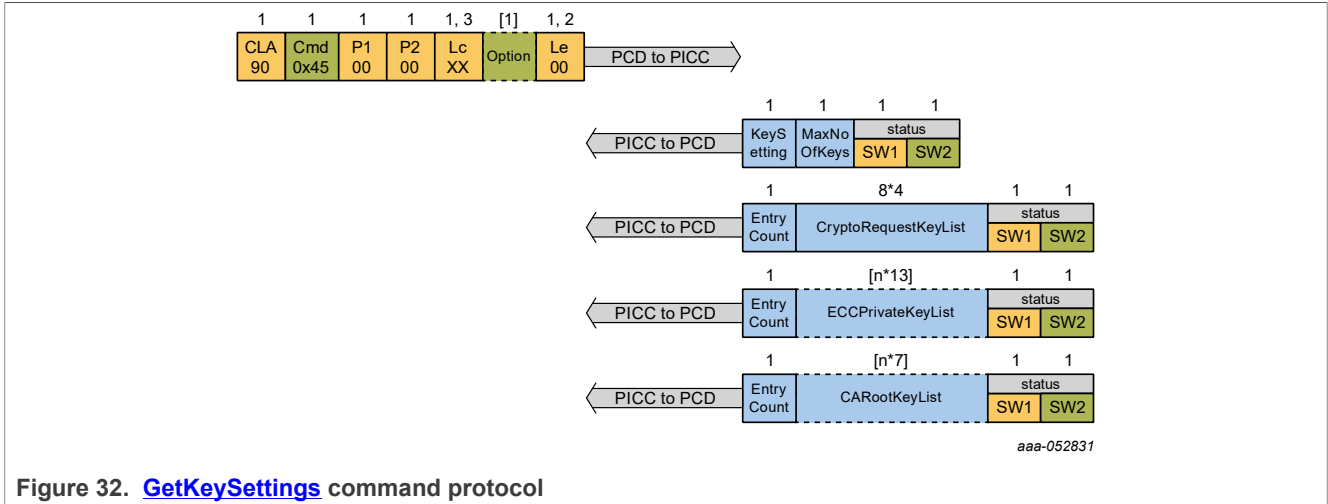 1 1 1 1 1, 3 [1] 1, 2
CLA Cmd P1 P2 Lc Option Le PCD to PICC
90 0x45 00 00 XX 00
1 1 1 1
PICC to PCD KeyS MaxNo status
etting OfKeys SW1 SW2
1 8*4 1 1
PICC to PCD Entry CryptoRequestKeyList status
Count SW1 SW2
1 [n*13] 1 1
PICC to PCD Entry ECCPrivateKeyList status
Count SW1 SW2
1 [n*7] 1 1
PICC to PCD Entry CARootKeyList status
Count SW1 SW2
aaa-052831
Figure 32. GetKeySettings command protocol